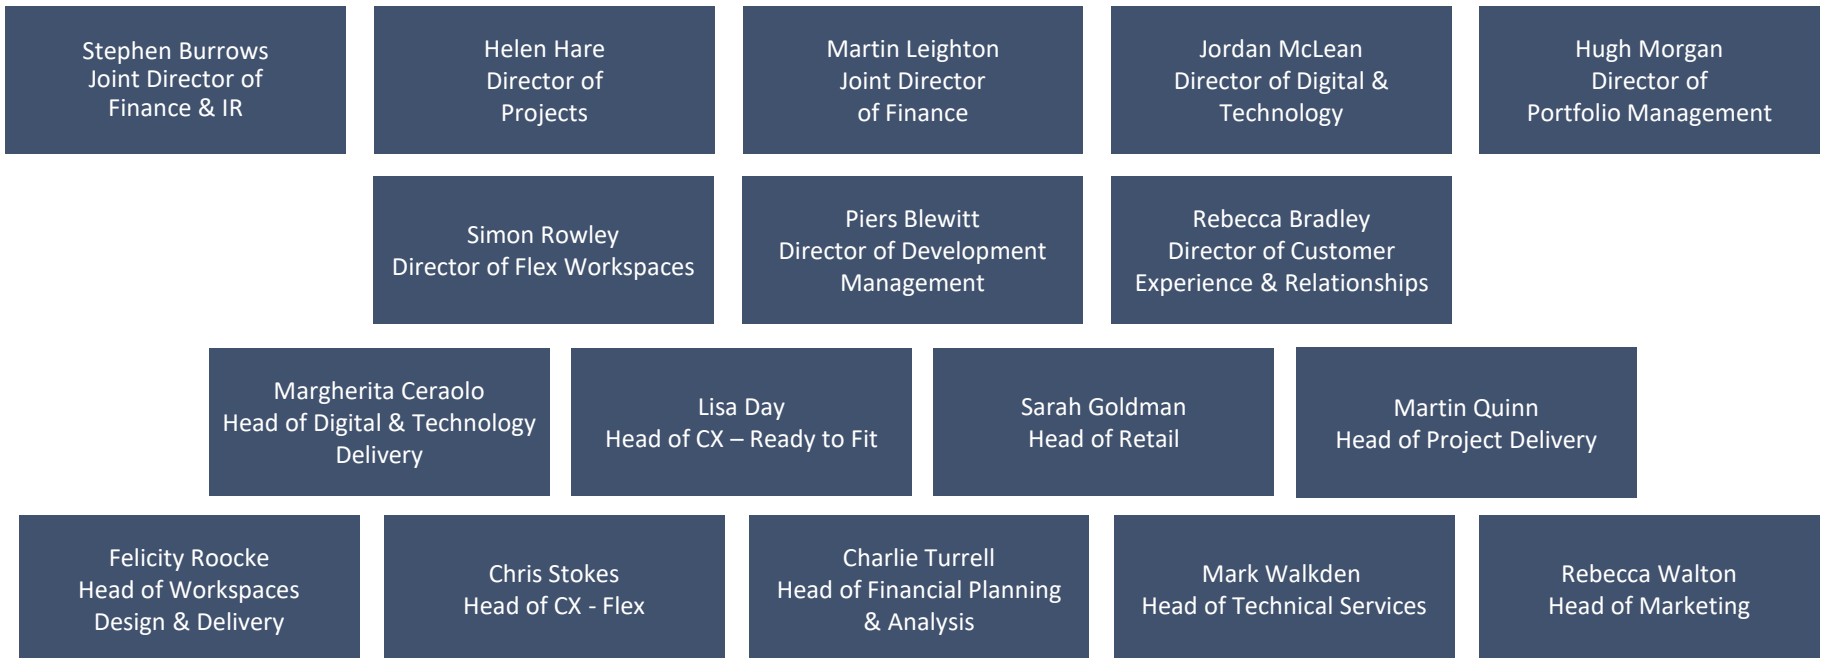 Stephen Burrows
Joint Director of
Finance & IR
Helen Hare
Director of
Projects
Martin Leighton
Joint Director
of Finance
Jordan McLean
Director of Digital &
Technology
Hugh Morgan
Director of
Portfolio Management
Simon Rowley
Director of Flex Workspaces
Piers Blewitt
Director of Development
Management
Rebecca Bradley
Director of Customer
Experience & Relationships
Margherita Ceraolo
Head of Digital & Technology
Delivery
Lisa Day
Head of CX – Ready to Fit
Sarah Goldman
Head of Retail
Martin Quinn
Head of Project Delivery
Felicity Roocke
Head of Workspaces
Design & Delivery
Chris Stokes
Head of CX - Flex
Charlie Turrell
Head of Financial Planning
& Analysis
Mark Walkden
Head of Technical Services
Rebecca Walton
Head of Marketing